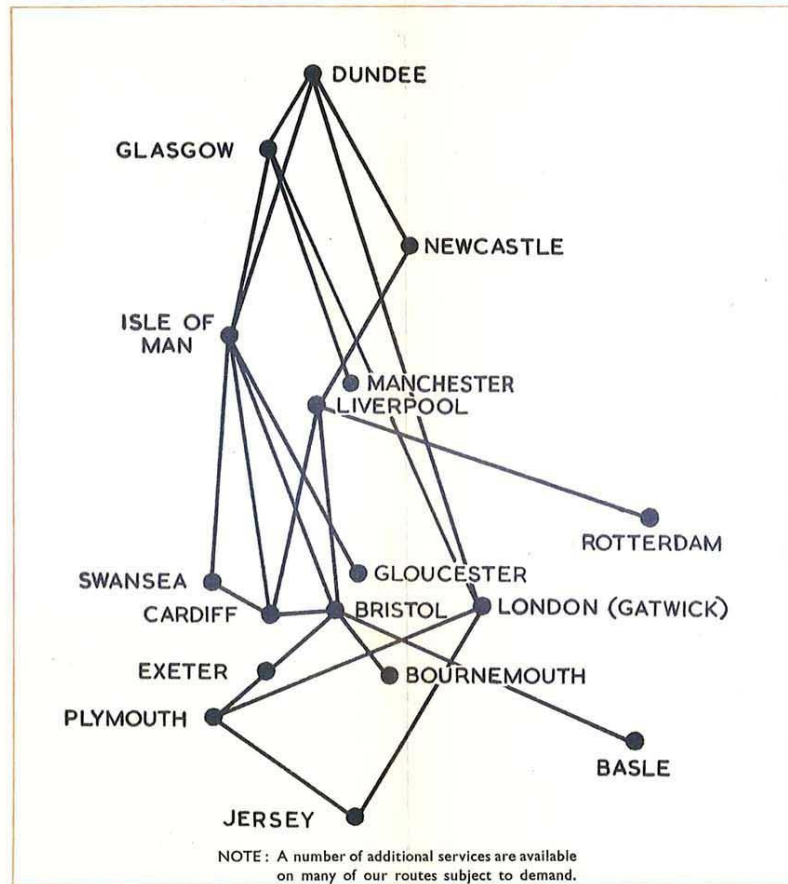 DUNDEE
GLASGOW
NEWCASTLE
ISLE OF
MAN
MANCHESTER
LIVERPOOL
ROTTERDAM
SWANSEA
GLOUCESTER
CARDIFF
BRISTOL
LONDON (GATWICK)
EXETER
BOURNEMOUTH
PLYMOUTH
BASLE
JERSEY
NOTE : A number of additional services are available
on many of our routes subject to demand.